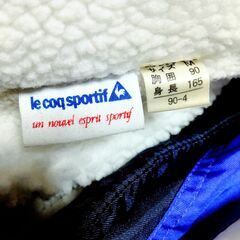 le coq sportif
un nouvel esprit sportif
サイズ M
胸囲 90
身長 165
90-4